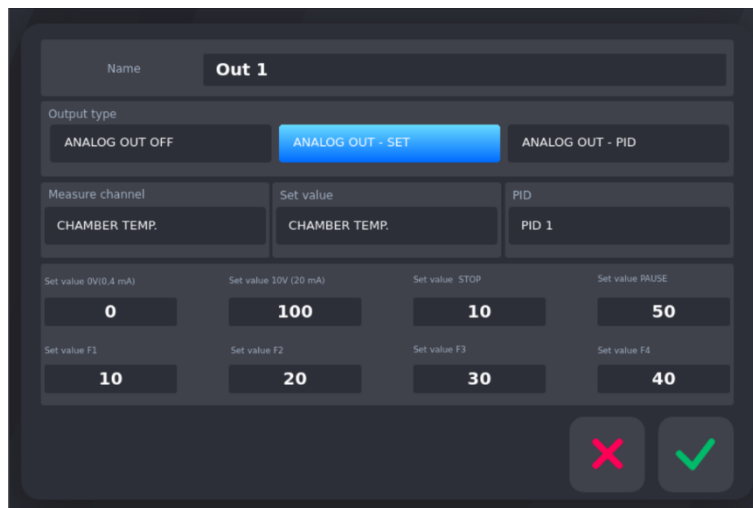 Name
Out 1
Output type
ANALOG OUT OFF
ANALOG OUT - SET
ANALOG OUT - PID
Measure channel
Set value
PID
CHAMBER TEMP.
CHAMBER TEMP.
PID 1
Set value 0V(0,4 mA)
Set value 10V (20 mA)
Set value  STOP
Set value PAUSE
0
100
10
50
Set value F1
Set value F2
Set value F3
Set value F4
10
20
30
40